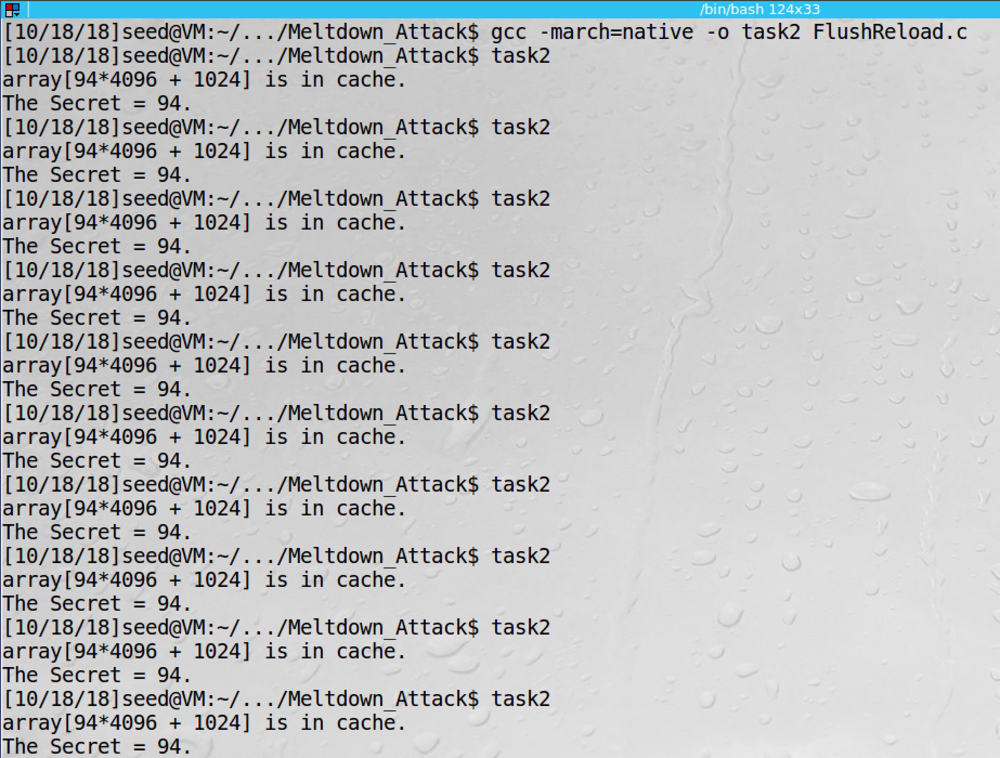 /bin/bash 124x33
[10/18/18]seed@VM:~/.../Meltdown_Attack$ gcc -march=native -o task2 FlushReload.c
[10/18/18]seed@VM:~/.../Meltdown_Attack$ task2
array[94*4096 + 1024] is in cache.
The Secret = 94.
[10/18/18]seed@VM:~/.../Meltdown_Attack$ task2
array[94*4096 + 1024] is in cache.
The Secret = 94.
[10/18/18]seed@VM:~/.../Meltdown_Attack$ task2
array[94*4096 + 1024] is in cache.
The Secret = 94.
[10/18/18]seed@VM:~/.../Meltdown_Attack$ task2
array[94*4096 + 1024] is in cache.
The Secret = 94.
[10/18/18]seed@VM:~/.../Meltdown_Attack$ task2
array[94*4096 + 1024] is in cache.
The Secret = 94.
[10/18/18]seed@VM:~/.../Meltdown_Attack$ task2
array[94*4096 + 1024] is in cache.
The Secret = 94.
[10/18/18]seed@VM:~/.../Meltdown_Attack$ task2
array[94*4096 + 1024] is in cache.
The Secret = 94.
[10/18/18]seed@VM:~/.../Meltdown_Attack$ task2
array[94*4096 + 1024] is in cache.
The Secret = 94.
[10/18/18]seed@VM:~/.../Meltdown_Attack$ task2
array[94*4096 + 1024] is in cache.
The Secret = 94.
[10/18/18]seed@VM:~/.../Meltdown_Attack$ task2
array[94*4096 + 1024] is in cache.
The Secret = 94.